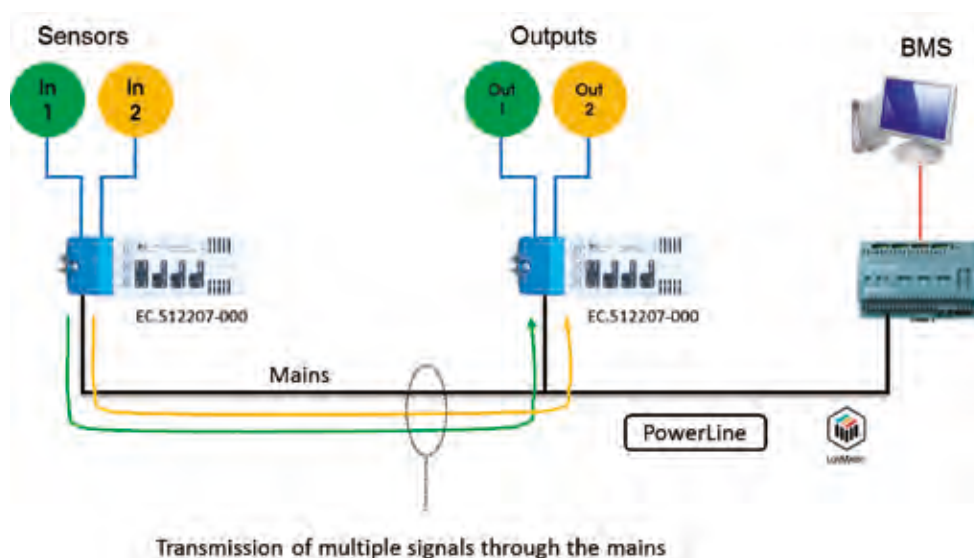 Sensors
Outputs
BMS
In
1
In
2
Out
1
Out
2
EC.512207-000
EC.512207-000
Mains
PowerLine
LonMark
Transmission of multiple signals through the mains